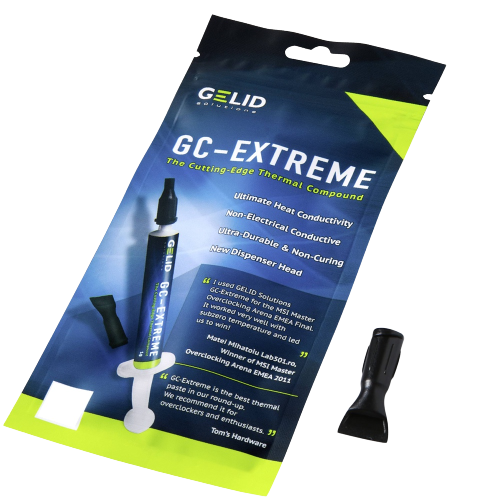 GELID
solutions
GC-EXTREME
The Cutting-Edge Thermal Compound
Ultimate Heat Conductivity
Non-Electrical Conductive
Ultra-Durable & Non-Curing
New Dispenser Head
GELID GC-EXTREME
“ I used GELID Solutions
GC-Extreme for the MSI Master
Overclocking Arena EMEA Final.
It worked very well with
subzero temperature and led
us to win! ”
Matei Mihatoiu Lab501.ro,
Winner of MSI Master
Overclocking Arena EMEA 2011
“ GC-Extreme is the best thermal
paste in our round-up.
We recommend it for
overclockers and enthusiasts. ”
Tom's Hardware